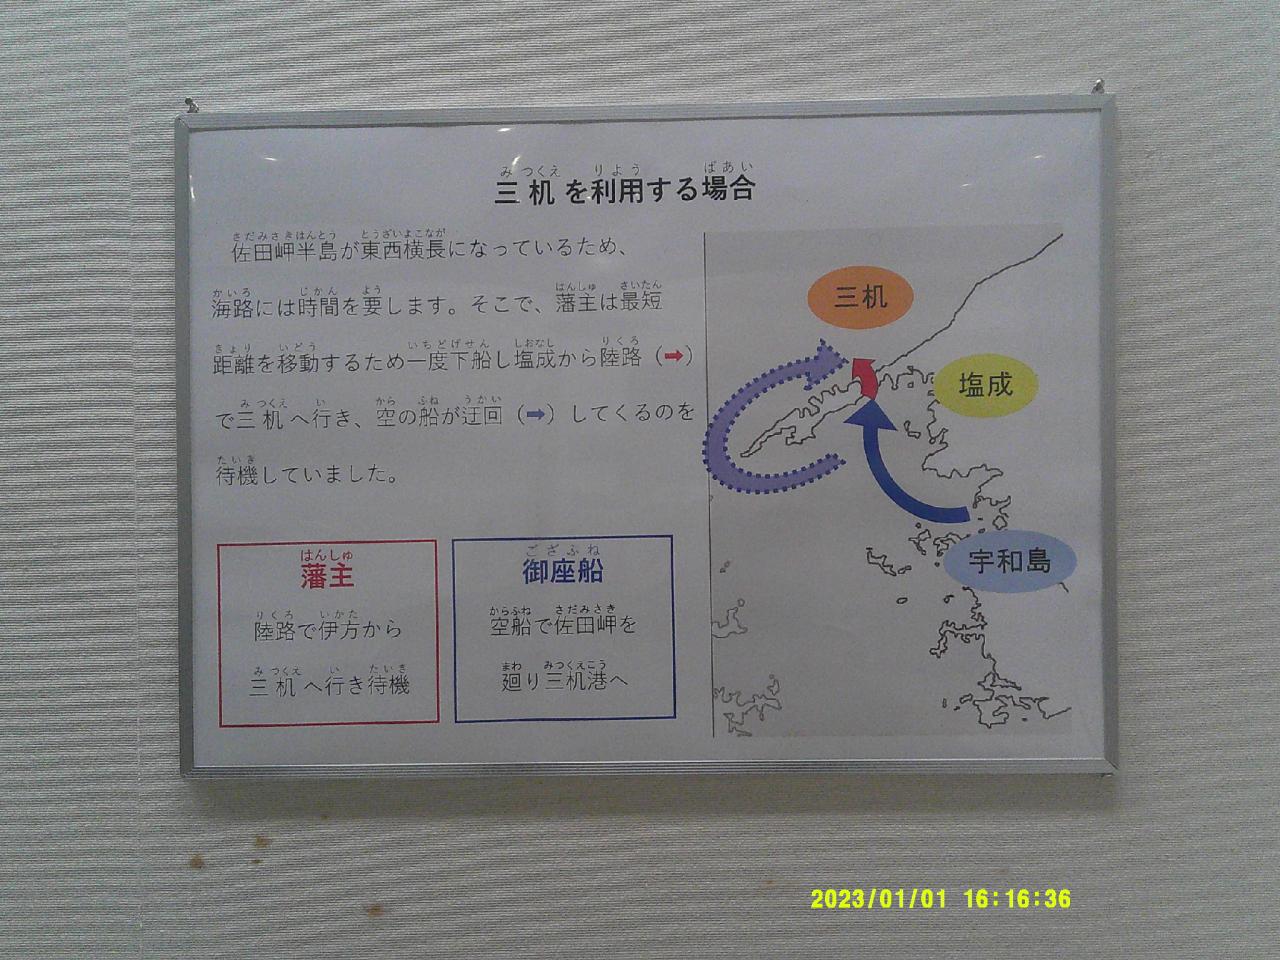 三机を利用する場合
佐田岬半島が東西横長になっているため、
海路には時間を要します。そこで、藩主は最短
距離を移動するため一度下船し塩成から陸路（➡）
で三机へ行き、空の船が迂回（➡）してくるのを
待機していました。
藩主
陸路で伊方から
三机へ行き待機
御座船
空船で佐田岬を
廻り三机港へ
三机
塩成
宇和島
2023/01/01 16:16:36